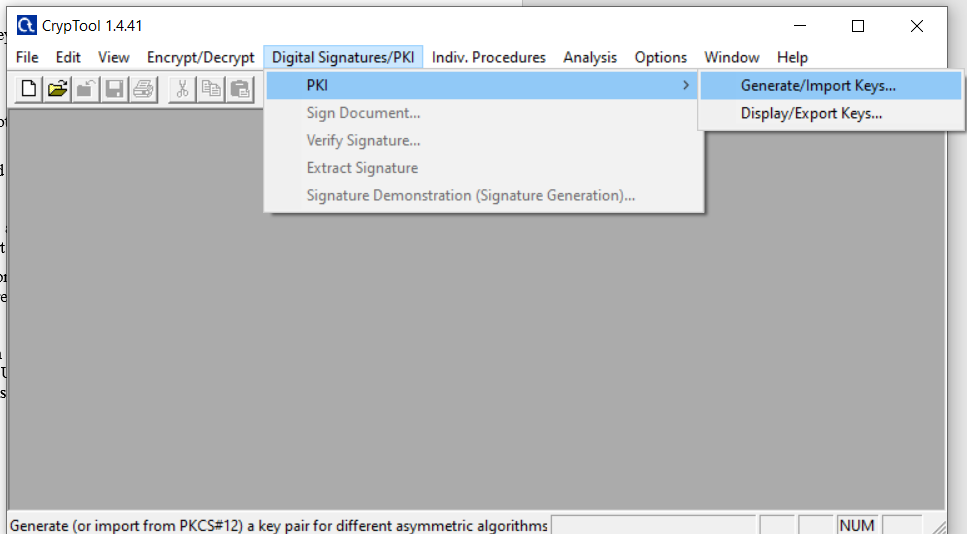 CrypTool 1.4.41
File Edit View Encrypt/Decrypt Digital Signatures/PKI Indiv. Procedures Analysis Options Window Help
PKI
Generate/Import Keys...
Sign Document...
Display/Export Keys...
Verify Signature...
Extract Signature
Signature Demonstration (Signature Generation)...
Generate (or import from PKCS#12) a key pair for different asymmetric algorithms
NUM